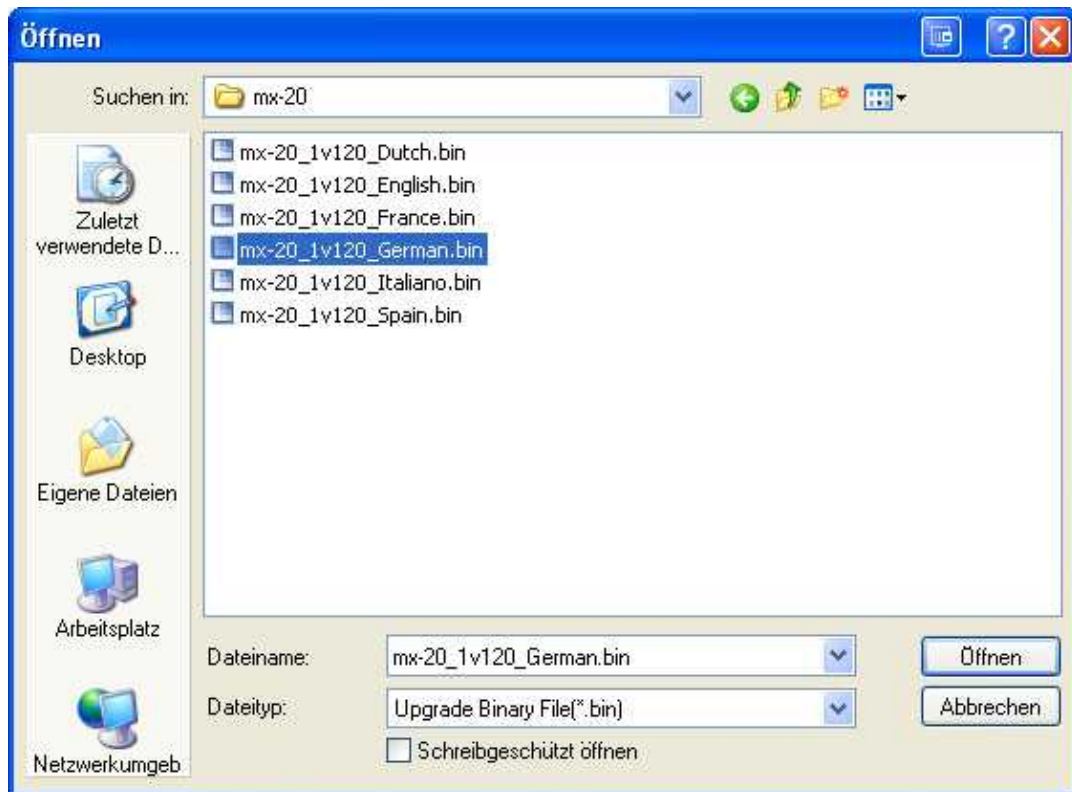 Öffnen
Suchen in:
mx-20
Zuletzt
verwendete D...
Desktop
Eigene Dateien
Arbeitsplatz
Netzwerkumgeb
mx-20_1v120_Dutch.bin
mx-20_1v120_English.bin
mx-20_1v120_France.bin
mx-20_1v120_German.bin
mx-20_1v120_Italiano.bin
mx-20_1v120_Spain.bin
Dateiname:
mx-20_1v120_German.bin
Öffnen
Dateityp:
Upgrade Binary File(*.bin)
Abbrechen
Schreibgeschützt öffnen